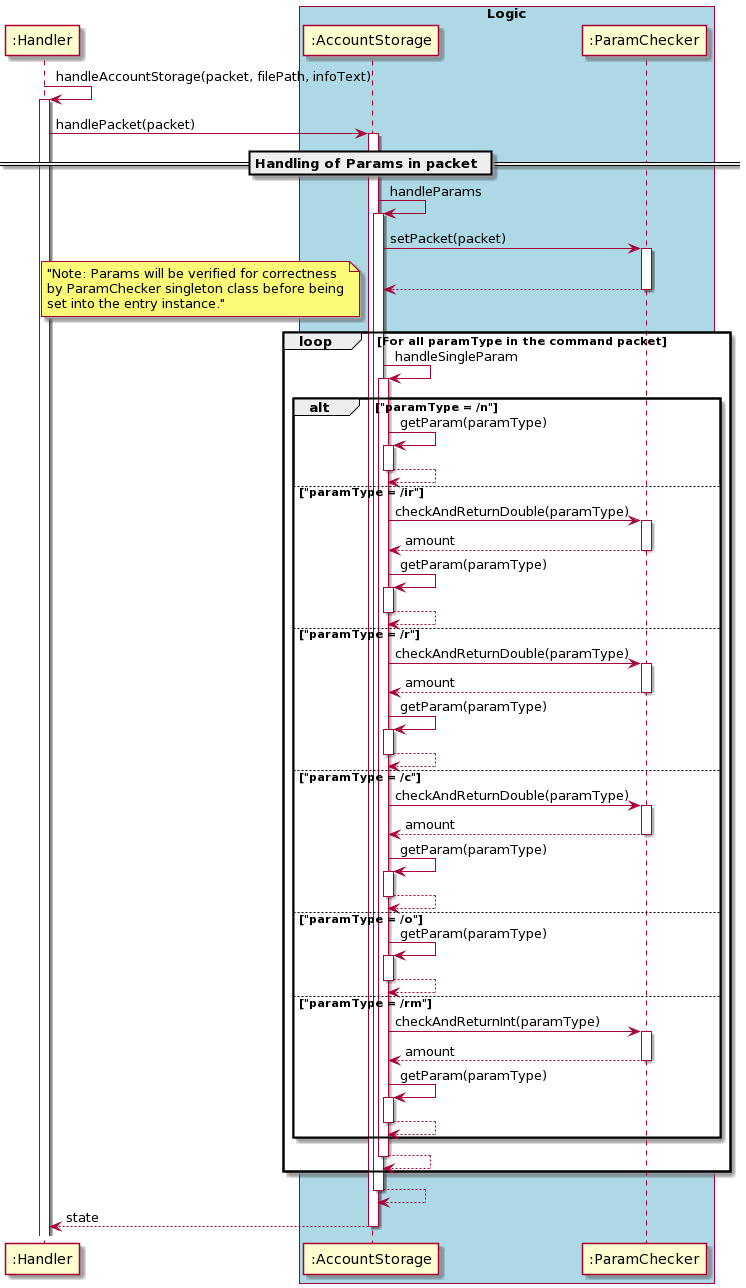 Logic
:Handler
:AccountStorage
:ParamChecker
handleAccountStorage(packet, filePath, infoText)
handlePacket(packet)
Handling of Params in packet
handleParams
setPacket(packet)
"Note: Params will be verified for correctness
by ParamChecker singleton class before being
set into the entry instance."
loop
[For all paramType in the command packet]
handleSingleParam
alt
["paramType = /n"]
getParam(paramType)
["paramType = /ir"]
checkAndReturnDouble(paramType)
amount
getParam(paramType)
["paramType = /r"]
checkAndReturnDouble(paramType)
amount
getParam(paramType)
["paramType = /c"]
checkAndReturnDouble(paramType)
amount
getParam(paramType)
["paramType = /o"]
getParam(paramType)
["paramType = /rm"]
checkAndReturnInt(paramType)
amount
getParam(paramType)
state
:Handler
:AccountStorage
:ParamChecker